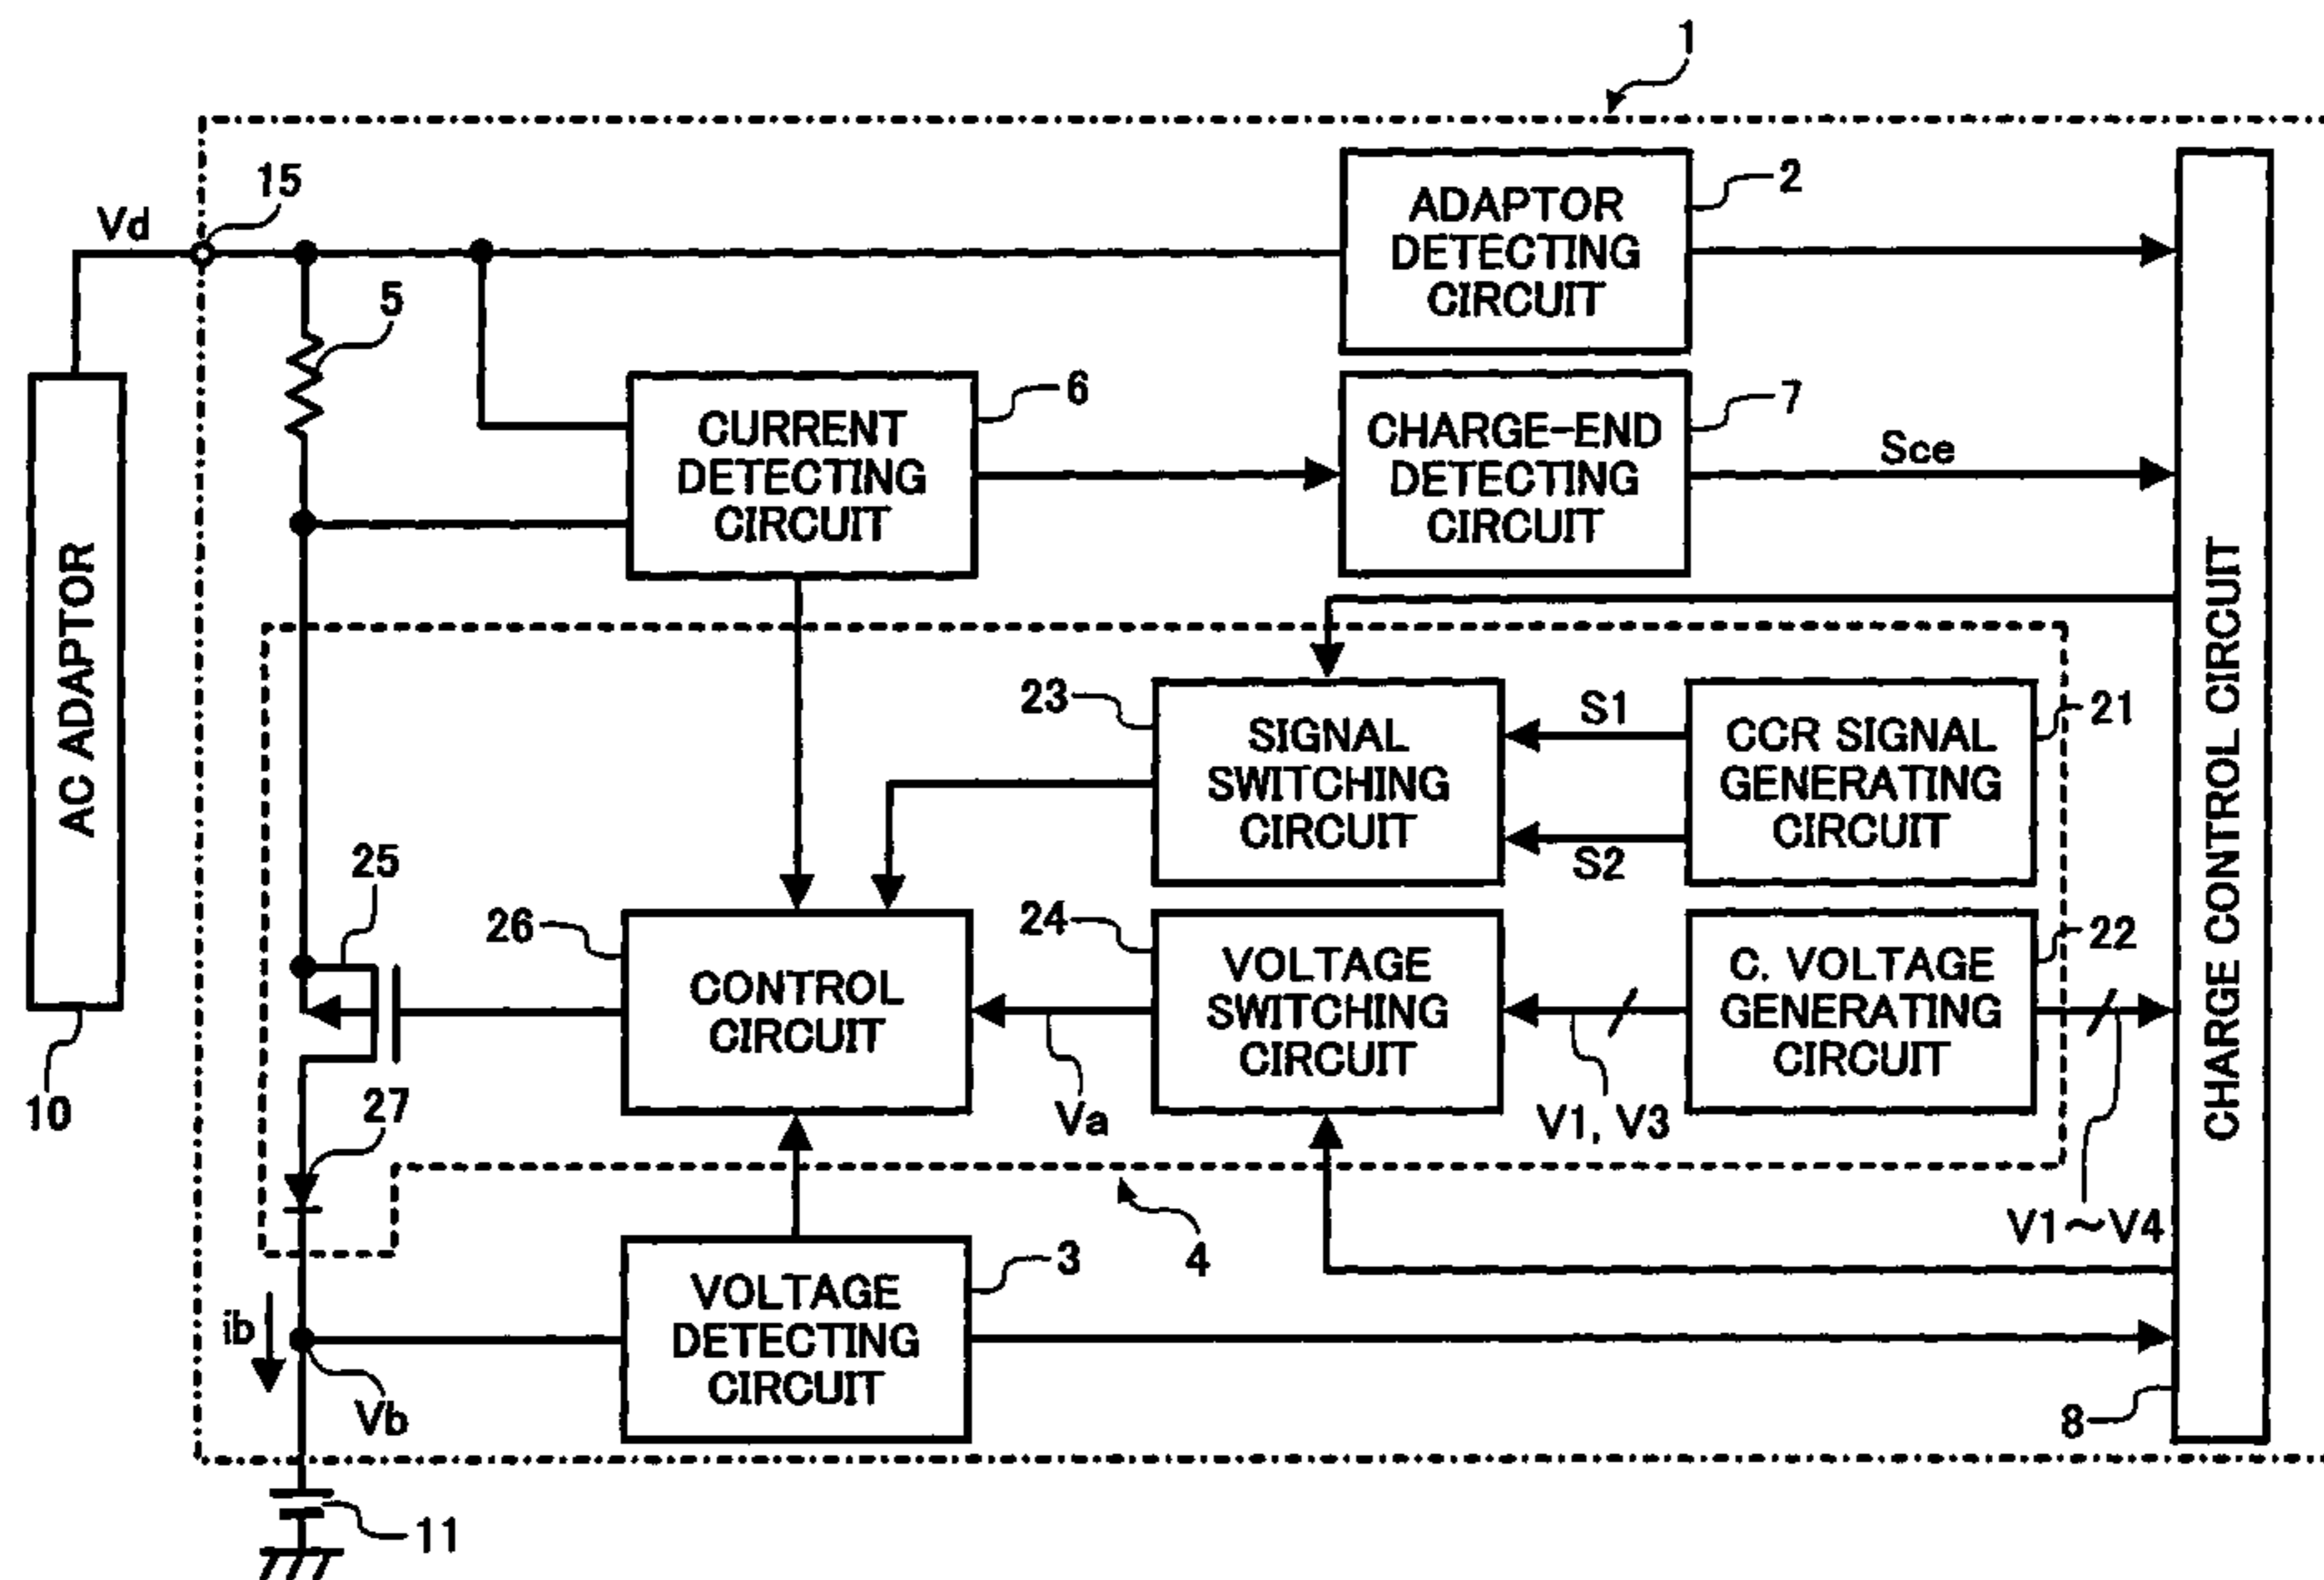 1
15
Vd
ADAPTOR
DETECTING
CIRCUIT
2
5
CURRENT
DETECTING
CIRCUIT
6
CHARGE-END
DETECTING
CIRCUIT
7
Sce
AC ADAPTOR
10
CHARGE CONTROL CIRCUIT
8
23
SIGNAL
SWITCHING
CIRCUIT
S1
S2
CCR SIGNAL
GENERATING
CIRCUIT
21
25
26
CONTROL
CIRCUIT
Va
24
VOLTAGE
SWITCHING
CIRCUIT
V1, V3
C. VOLTAGE
GENERATING
CIRCUIT
22
V1~V4
27
4
ib
Vb
VOLTAGE
DETECTING
CIRCUIT
3
11